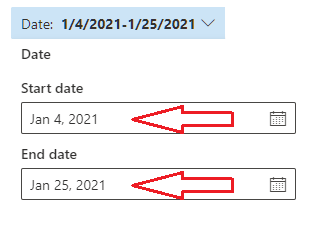 Date: 1/4/2021-1/25/2021
Date
Start date
Jan 4, 2021
End date
Jan 25, 2021